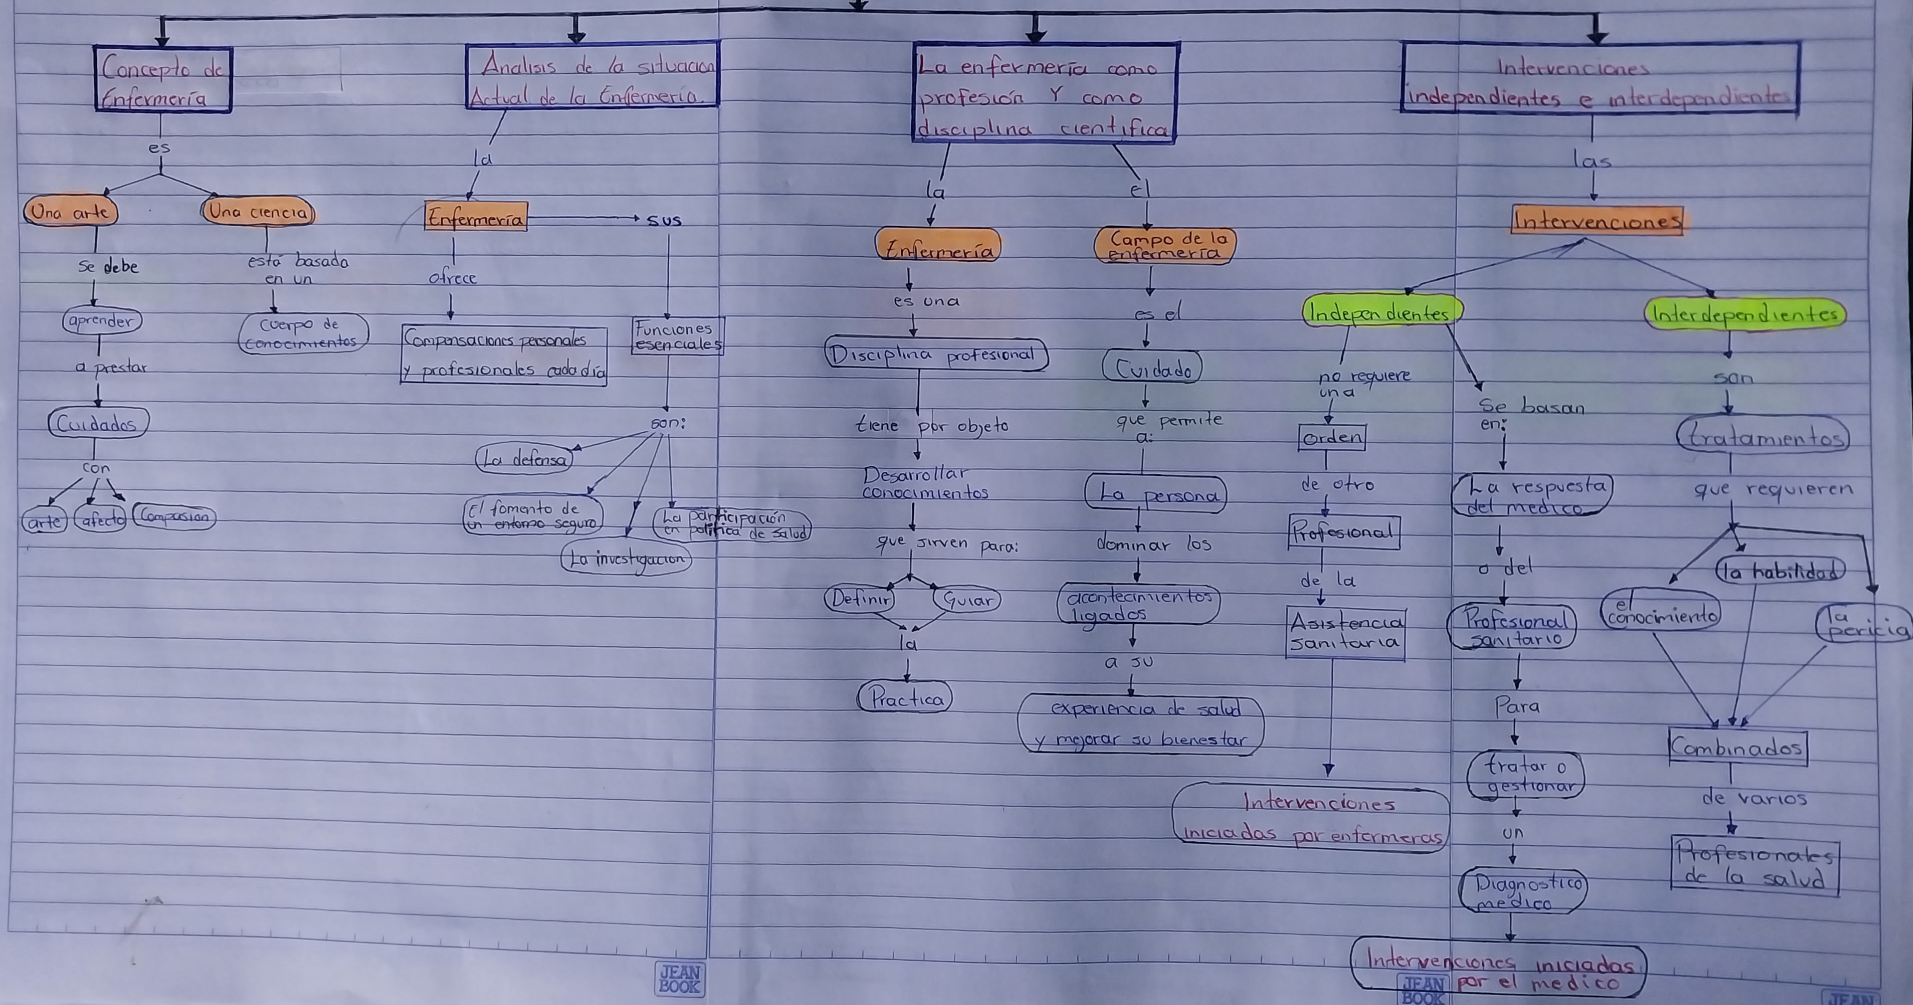 Concepto de
Enfermería
es
Una arte
Una ciencia
se debe
aprender
a prestar
Cuidados
con
arte
afecto
Compasion
está basada
en un
cuerpo de
conocimientos
Analisis de la situacion
Actual de la Enfermería.
la
Enfermería
sus
ofrece
Compensaciones personales
y profesionales cada día
Funciones
esenciales
son:
La defensa
El fomento de
un entorno seguro
La investigacion
La participación
en politica de salud
La enfermería como
profesión Y como
disciplina cientifica
la
Enfermería
es una
Disciplina profesional
tiene por objeto
Desarrollar
conocimientos
que sirven para:
Definir
Guiar
la
Practica
el
Campo de la
enfermería
es el
Cuidado
que permite
a:
La persona
dominar los
acontecimientos
ligados
a su
experiencia de salud
y mejorar su bienestar
Intervenciones
independientes e interdependientes
las
Intervenciones
Independientes
no requiere
una
orden
de otro
Profesional
de la
Asistencia
sanitaria
Intervenciones
iniciadas por enfermeras
Se basan
en:
La respuesta
del medico
o del
Profesional
sanitario
Para
tratar o
gestionar
un
Diagnostico
medico
Intervenciones iniciadas
por el medico
Interdependientes
son
tratamientos
que requieren
el
conocimiento
la habilidad
la
pericia
Combinados
de varios
Profesionales
de la salud
JEAN
BOOK
JEAN
BOOK
JEAN